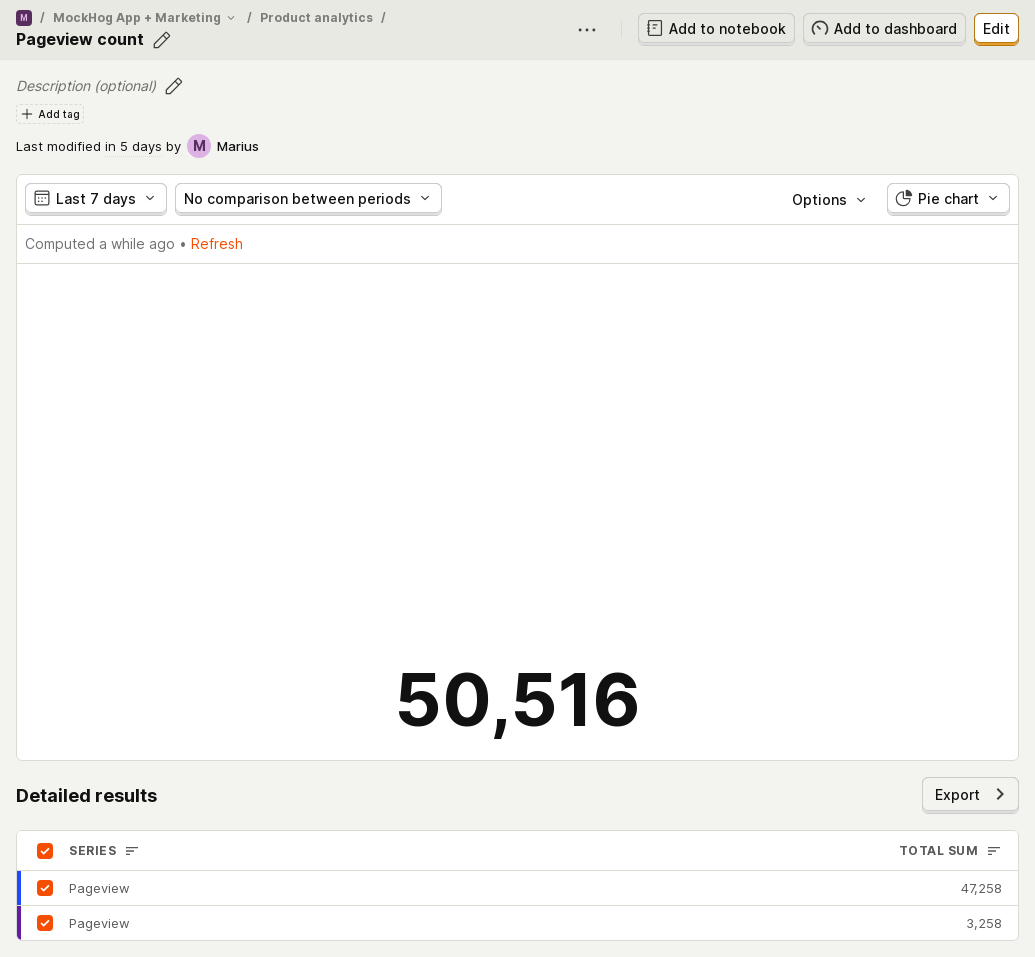 M / MockHog App + Marketing / Product analytics /
Pageview count
Add to notebook
Add to dashboard
Edit
Description (optional)
Add tag
Last modified in 5 days by M Marius
Last 7 days
No comparison between periods
Options
Pie chart
Computed a while ago • Refresh
50,516
Detailed results
Export
SERIES
TOTAL SUM
Pageview
47,258
Pageview
3,258